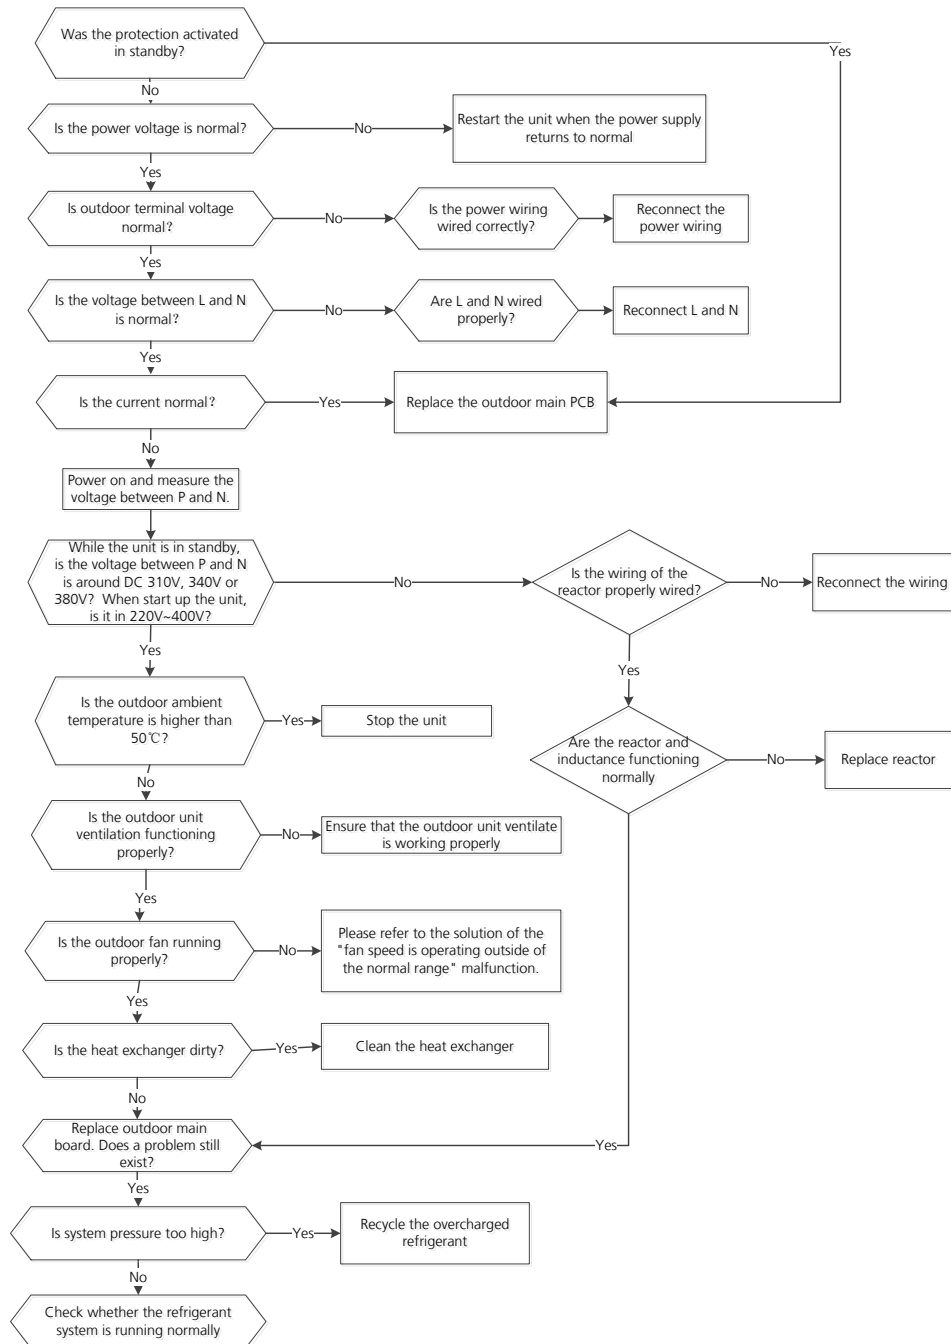 Was the protection activated
in standby?
Yes
No
Is the power voltage is normal?
No
Restart the unit when the power supply
returns to normal
Yes
Is outdoor terminal voltage
normal?
No
Is the power wiring
wired correctly?
Reconnect the
power wiring
Yes
Is the voltage between L and N
is normal?
No
Are L and N wired
properly?
Reconnect L and N
Yes
Is the current normal?
Yes
Replace the outdoor main PCB
No
Power on and measure the
voltage between P and N.
While the unit is in standby,
is the voltage between P and N
is around DC 310V, 340V or
380V? When start up the unit,
is it in 220V~400V?
No
Is the wiring of the
reactor properly wired?
No
Reconnect the wiring
Yes
Yes
Is the outdoor ambient
temperature is higher than
50℃?
Yes
Stop the unit
Are the reactor and
inductance functioning
normally
No
Replace reactor
No
Is the outdoor unit
ventilation functioning
properly?
No
Ensure that the outdoor unit ventilate
is working properly
Yes
Is the outdoor fan running
properly?
No
Please refer to the solution of the
"fan speed is operating outside of
the normal range" malfunction.
Yes
Is the heat exchanger dirty?
Yes
Clean the heat exchanger
No
Replace outdoor main
board. Does a problem still
exist?
Yes
Yes
Is system pressure too high?
Yes
Recycle the overcharged
refrigerant
No
Check whether the refrigerant
system is running normally